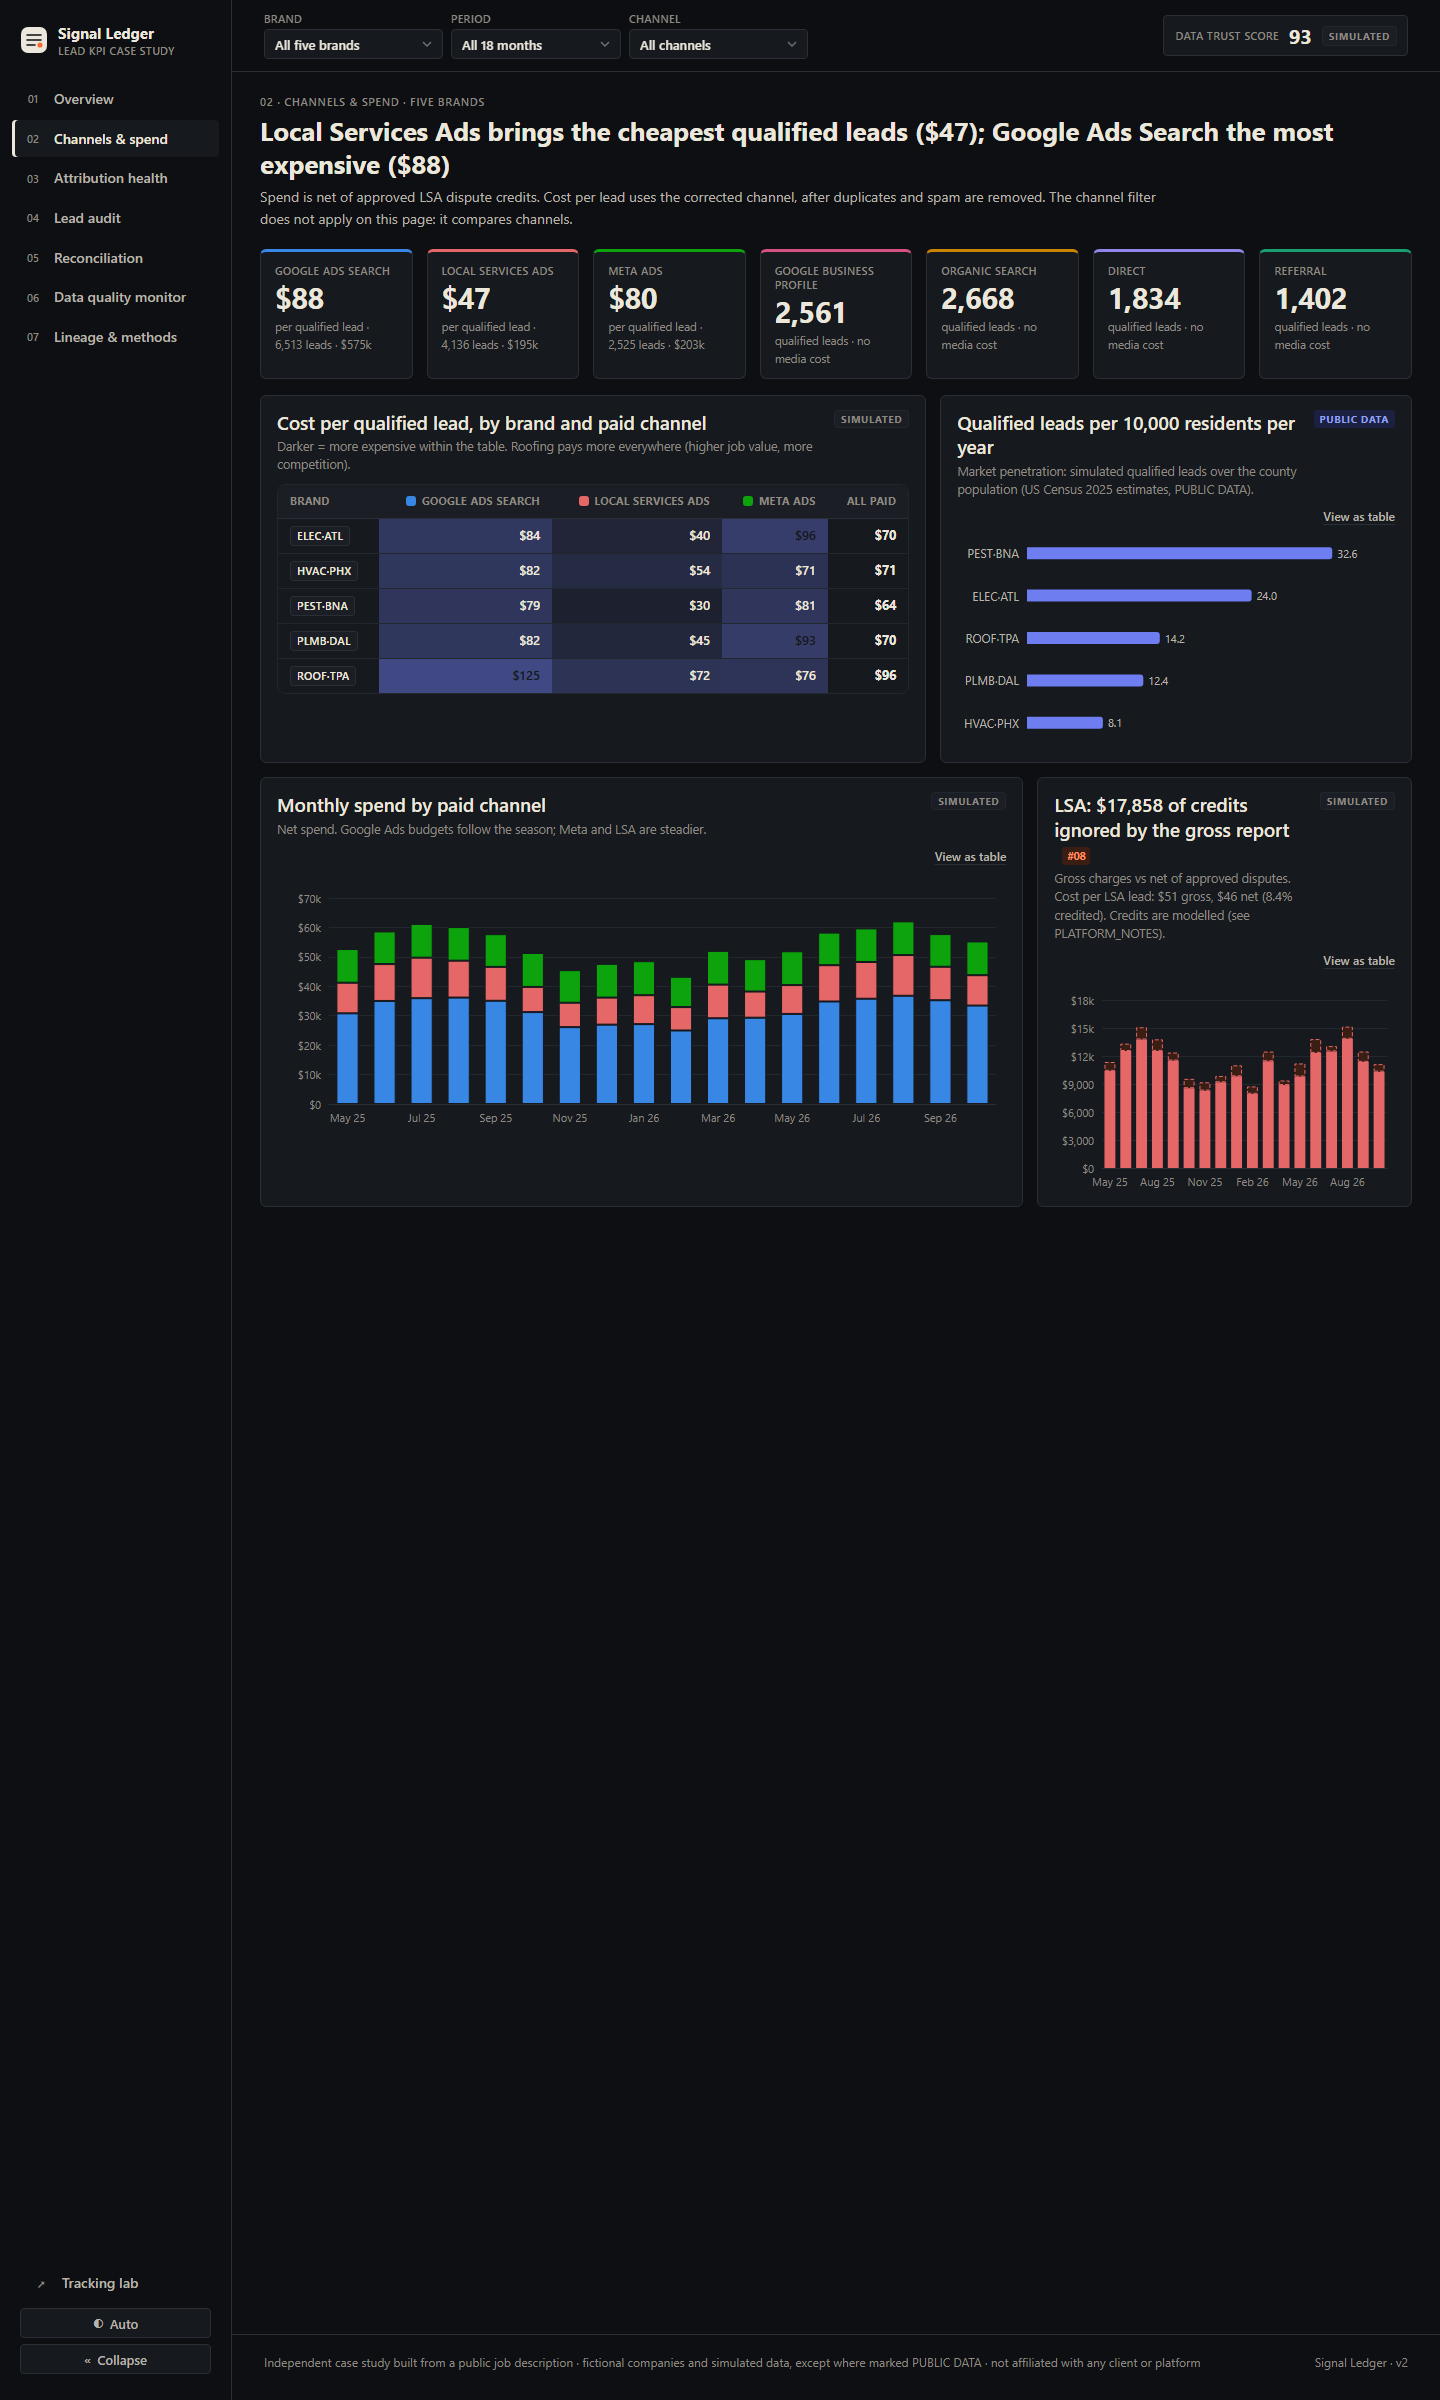 Signal Ledger
LEAD KPI CASE STUDY
01 Overview
02 Channels & spend
03 Attribution health
04 Lead audit
05 Reconciliation
06 Data quality monitor
07 Lineage & methods
Tracking lab
Auto
« Collapse
BRAND
All five brands
PERIOD
All 18 months
CHANNEL
All channels
DATA TRUST SCORE 93 SIMULATED
02 · CHANNELS & SPEND · FIVE BRANDS
Local Services Ads brings the cheapest qualified leads ($47); Google Ads Search the most
expensive ($88)
Spend is net of approved LSA dispute credits. Cost per lead uses the corrected channel, after duplicates and spam are removed. The channel filter
does not apply on this page: it compares channels.
GOOGLE ADS SEARCH
$88
per qualified lead ·
6,513 leads · $575k
LOCAL SERVICES ADS
$47
per qualified lead ·
4,136 leads · $195k
META ADS
$80
per qualified lead ·
2,525 leads · $203k
GOOGLE BUSINESS
PROFILE
2,561
qualified leads · no
media cost
ORGANIC SEARCH
2,668
qualified leads · no
media cost
DIRECT
1,834
qualified leads · no
media cost
REFERRAL
1,402
qualified leads · no
media cost
Cost per qualified lead, by brand and paid channel
SIMULATED
Darker = more expensive within the table. Roofing pays more everywhere (higher job value, more
competition).
BRAND GOOGLE ADS SEARCH LOCAL SERVICES ADS META ADS ALL PAID
ELEC·ATL $84 $40 $96 $70
HVAC·PHX $82 $54 $71 $71
PEST·BNA $79 $30 $81 $64
PLMB·DAL $82 $45 $93 $70
ROOF·TPA $125 $72 $76 $96
Qualified leads per 10,000 residents per
year
PUBLIC DATA
Market penetration: simulated qualified leads over the county
population (US Census 2025 estimates, PUBLIC DATA).
View as table
PEST·BNA 32.6
ELEC·ATL 24.0
ROOF·TPA 14.2
PLMB·DAL 12.4
HVAC·PHX 8.1
Monthly spend by paid channel
SIMULATED
Net spend. Google Ads budgets follow the season; Meta and LSA are steadier.
View as table
$70k
$60k
$50k
$40k
$30k
$20k
$10k
$0
May 25 Jul 25 Sep 25 Nov 25 Jan 26 Mar 26 May 26 Jul 26 Sep 26
LSA: $17,858 of credits
ignored by the gross report
#08
SIMULATED
Gross charges vs net of approved disputes.
Cost per LSA lead: $51 gross, $46 net (8.4%
credited). Credits are modelled (see
PLATFORM_NOTES).
View as table
$18k
$15k
$12k
$9,000
$6,000
$3,000
$0
May 25 Aug 25 Nov 25 Feb 26 May 26 Aug 26
Independent case study built from a public job description · fictional companies and simulated data, except where marked PUBLIC DATA · not affiliated with any client or platform
Signal Ledger · v2